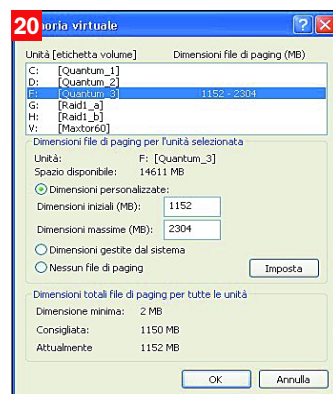 20
oria virtuale
Unità [etichetta volume] Dimensioni file di paging (MB)
C: [Quantum_1]
D: [Quantum_2]
F: [Quantum_3] 1152 - 2304
G: [Raid1_a]
H: [Raid1_b]
V: [Maxtor60]
Dimensioni file di paging per l'unità selezionata
Unità: F: [Quantum_3]
Spazio disponibile: 14611 MB
Dimensioni personalizzate:
Dimensioni iniziali (MB): 1152
Dimensioni massime (MB): 2304
Dimensioni gestite dal sistema
Nessun file di paging Imposta
Dimensioni totali file di paging per tutte le unità
Dimensione minima: 2 MB
Consigliata: 1150 MB
Attualmente 1152 MB
OK Annulla